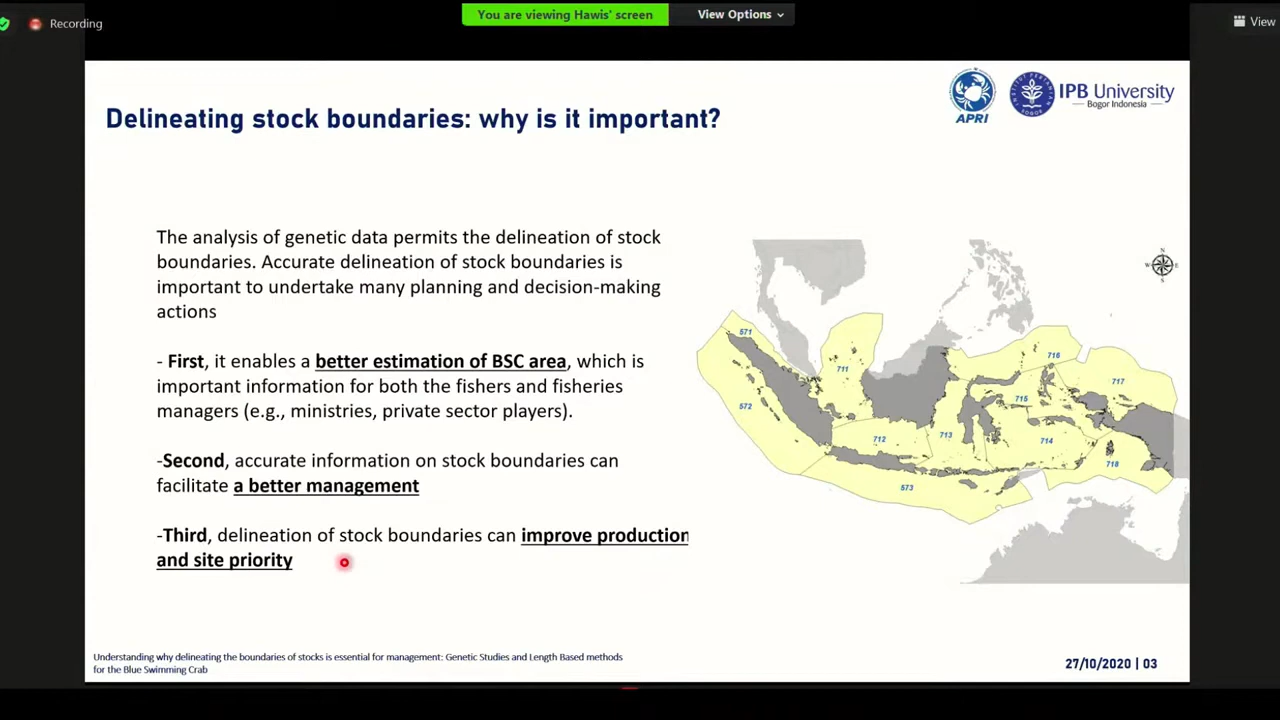 You are viewing Hawis' screen
View Options
Recording
View
Delineating stock boundaries: why is it important?
APRI
IPB University
Bogor Indonesia
The analysis of genetic data permits the delineation of stock
boundaries. Accurate delineation of stock boundaries is
important to undertake many planning and decision-making
actions
- First, it enables a better estimation of BSC area, which is
important information for both the fishers and fisheries
managers (e.g., ministries, private sector players).
-Second, accurate information on stock boundaries can
facilitate a better management
-Third, delineation of stock boundaries can improve production
and site priority
N
W
E
S
571
572
573
711
712
713
714
715
716
717
718
Understanding why delineating the boundaries of stocks is essential for management: Genetic Studies and Length Based methods
for the Blue Swimming Crab
27/10/2020 | 03